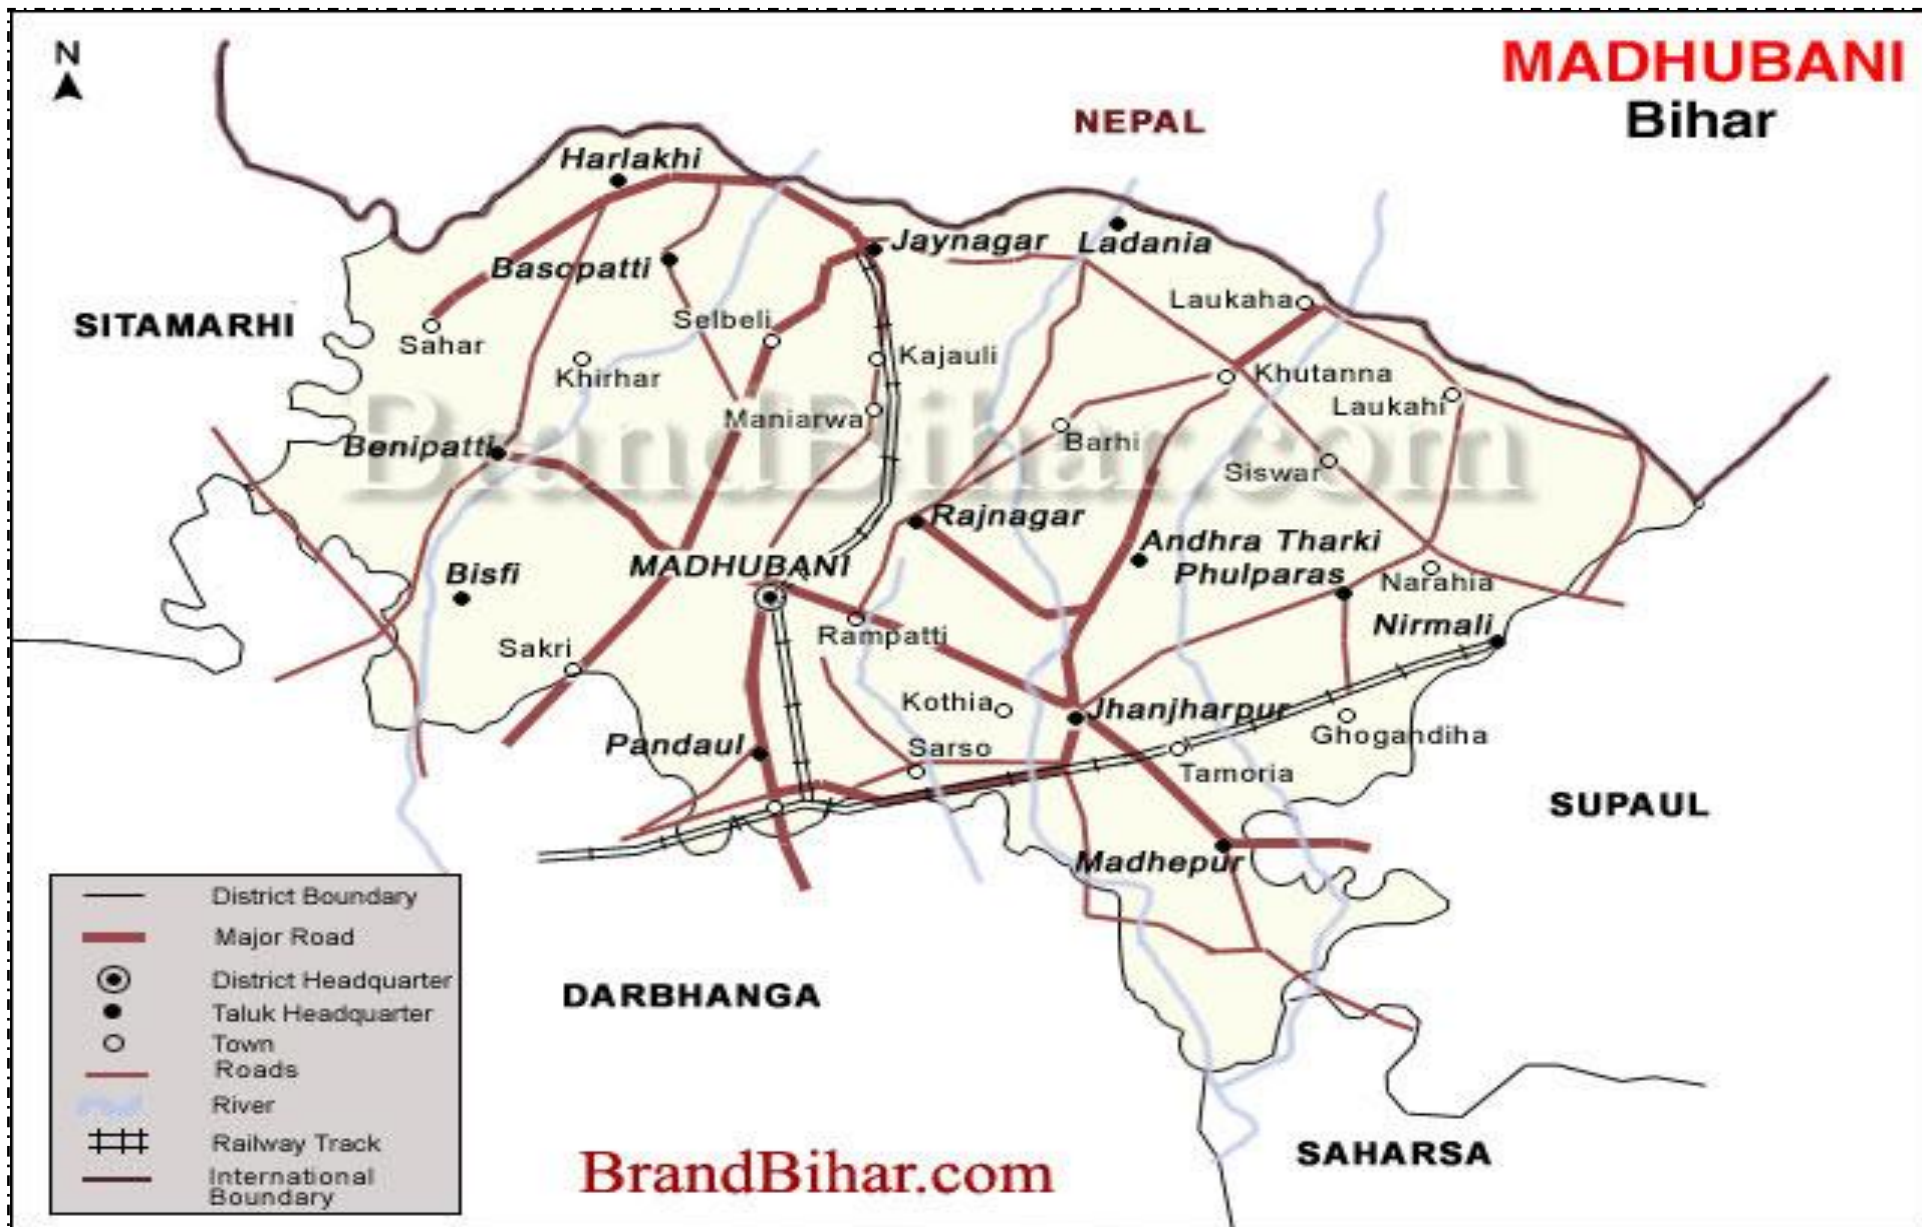 N
MADHUBANI
Bihar
NEPAL
Harlakhi
Jaynagar
Ladania
Basopatti
Laukaha
SITAMARHI
Selbeli
Sahar
Kajauli
Khirhar
Khutanna
Laukahi
Maniarwa
Barhi
Benipatti
BrandBihar.com
Siswar
Rajnagar
Andhra Tharki
Bisfi
MADHUBANI
Phulparas
Narahia
Nirmali
Rampatti
Sakri
Kothia
Jhanjharpur
Pandaul
Sarso
Ghogandiha
Tamoria
SUPAUL
Madhepur
District Boundary
Major Road
District Headquarter
Taluk Headquarter
Town
Roads
River
Railway Track
International
Boundary
DARBHANGA
SAHARSA
BrandBihar.com